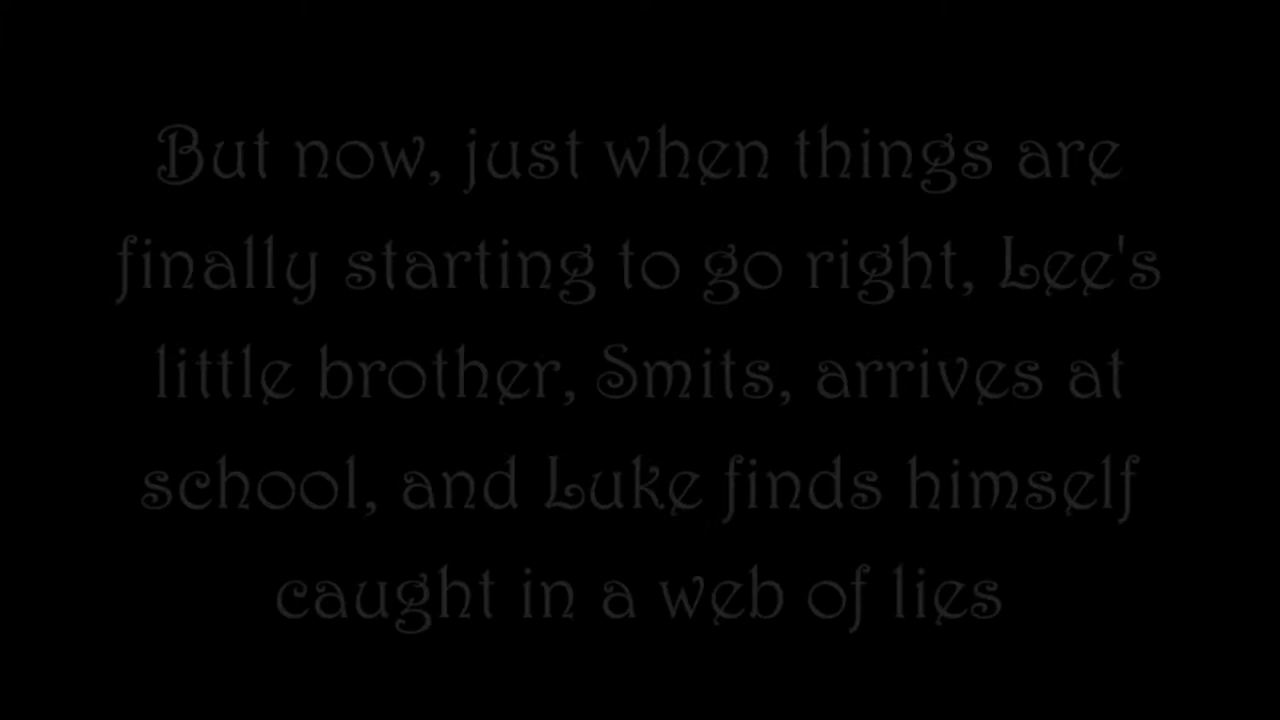 But now, just when things are
finally starting to go right, Lee's
little brother, Smits, arrives at
school, and Luke finds himself
caught in a web of lies